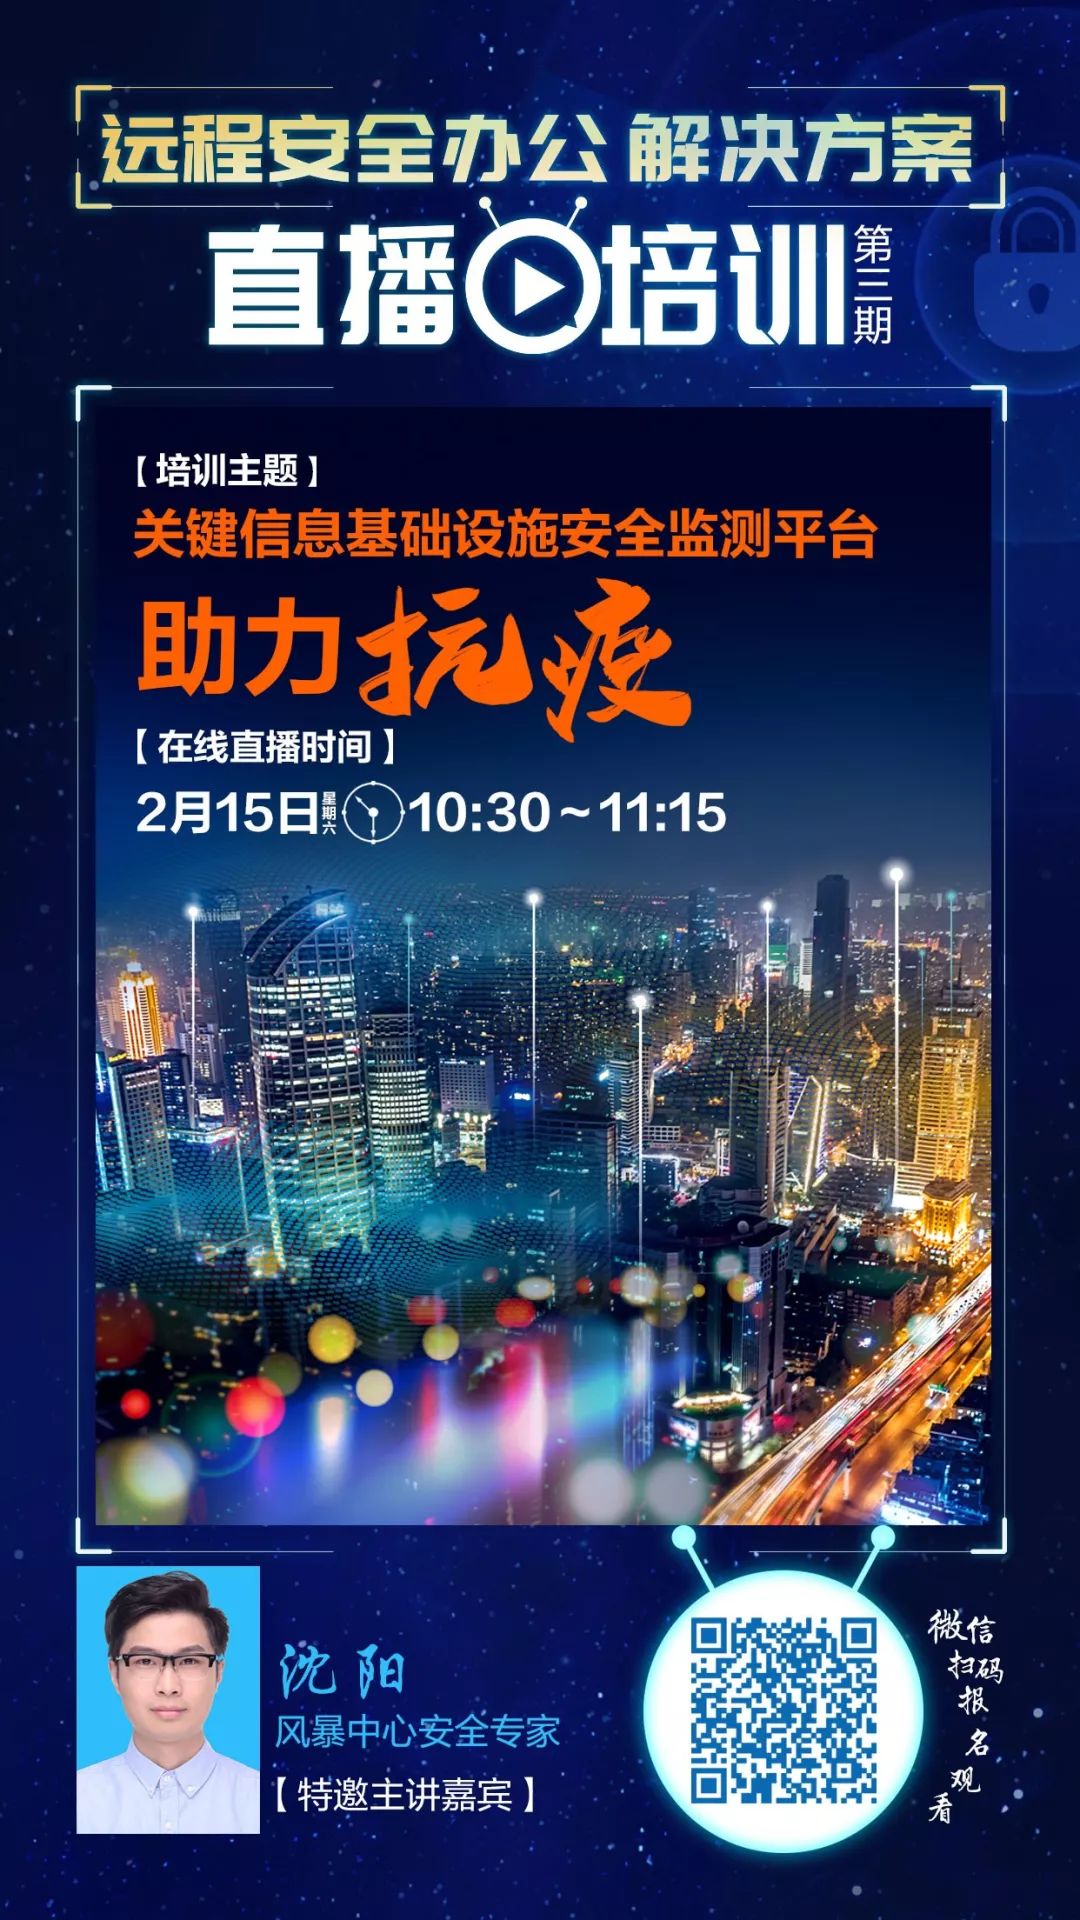 远程安全办公 解决方案
直播培训 第三期
【培训主题】
关键信息基础设施安全监测平台
助力抗疫
【在线直播时间】
2月15日 星期六 10:30~11:15
沈阳
风暴中心安全专家
【特邀主讲嘉宾】
微信扫码报名观看